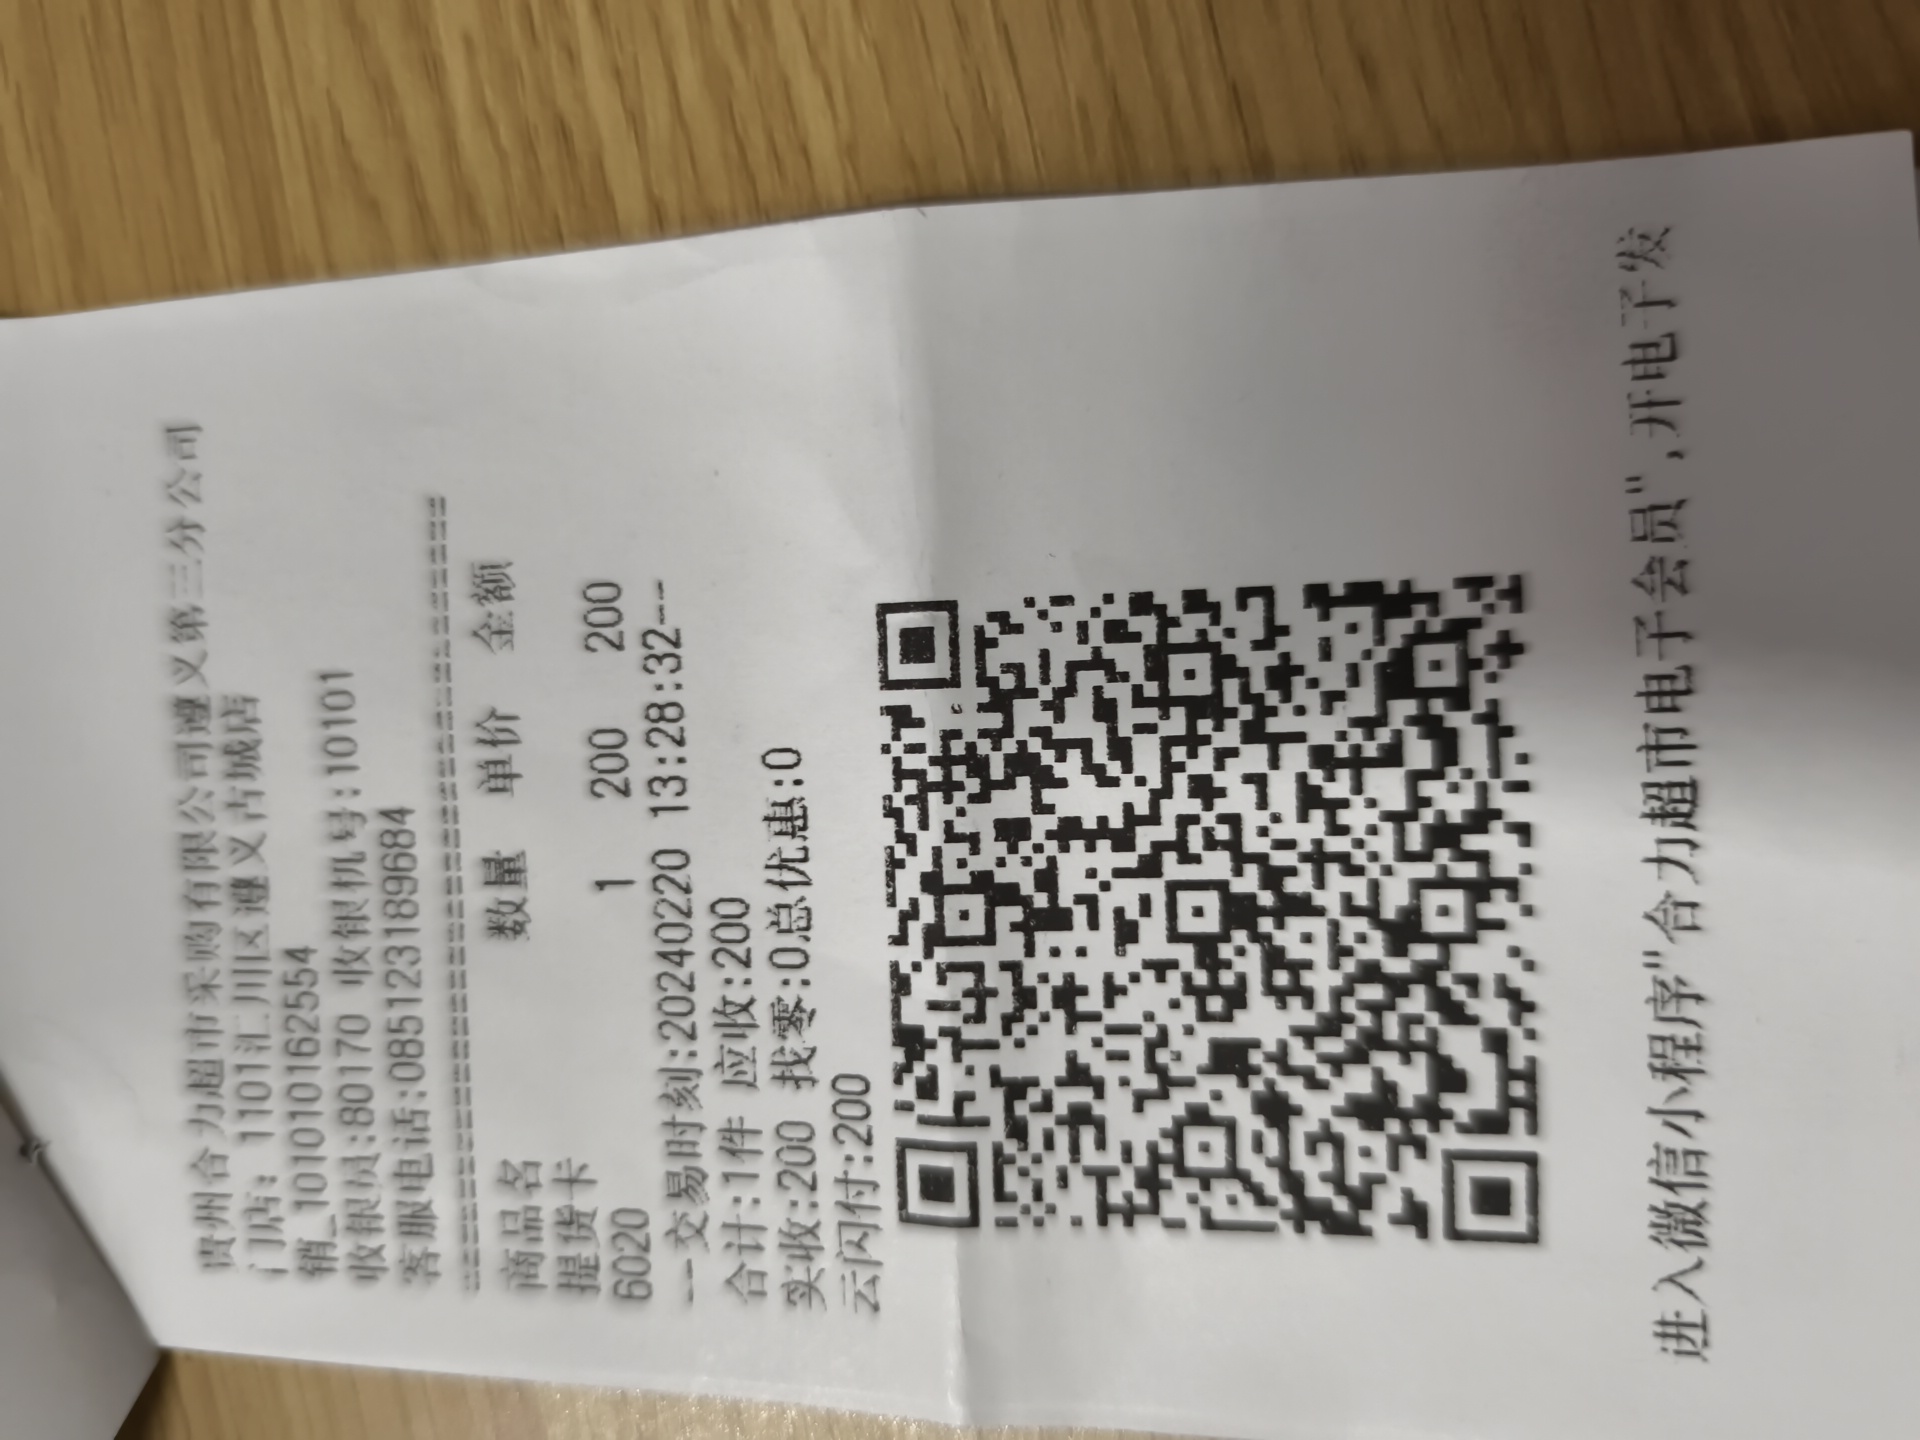 贵州合力超市采购有限公司遵义第三分公司
门店: 1101汇川区遵义古城店
销_1010101162554
收银员:80170 收银机号:10101
客服电话:085123189684
商品名 数量 单价 金额
提货卡
6020 1 200 200
--交易时刻:20240220 13:28:32--
合计:1件 应收:200
实收:200 找零:0总优惠:0
云闪付:200
进入微信小程序"合力超市电子会员",开电子发